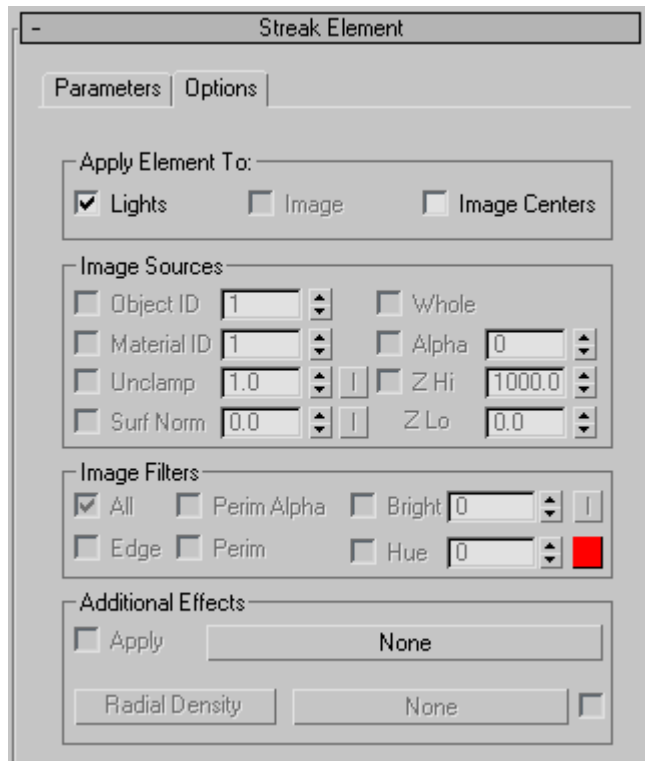 - Streak Element
Parameters Options
Apply Element To:
Lights Image Image Centers
Image Sources
Object ID 1 Whole
Material ID 1 Alpha 0
Unclamp 1.0 I Z Hi 1000.0
Surf Norm 0.0 I Z Lo 0.0
Image Filters
All Perim Alpha Bright 0 I
Edge Perim Hue 0
Additional Effects
Apply None
Radial Density None